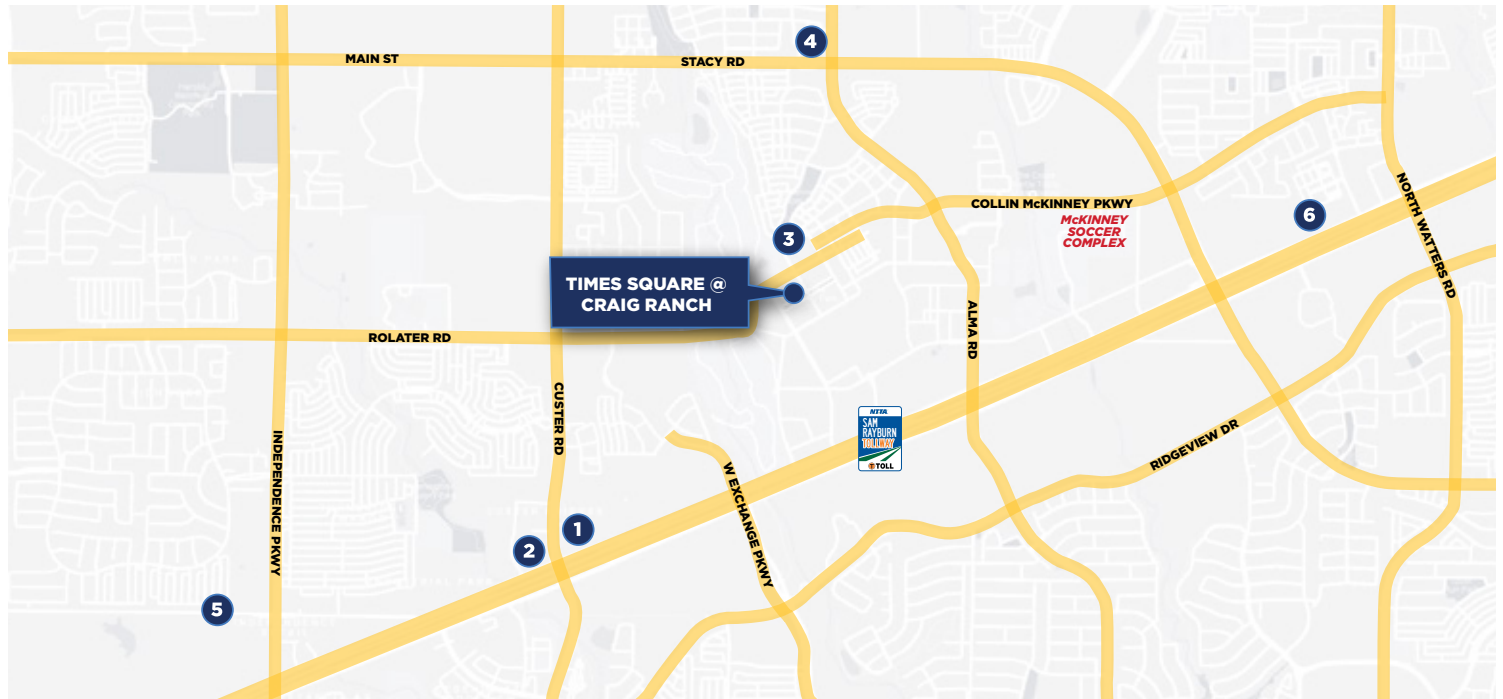 4
MAIN ST
STACY RD
NORTH WATTERS RD
COLLIN McKINNEY PKWY
McKINNEY
SOCCER
COMPLEX
6
3
TIMES SQUARE @
CRAIG RANCH
ROLATER RD
ALMA RD
CUSTER RD
NTTA
SAM
RAYBURN
TOLLWAY
TOLL
INDEPENDENCE PKWY
RIDGEVIEW DR
W EXCHANGE PKWY
1
2
5